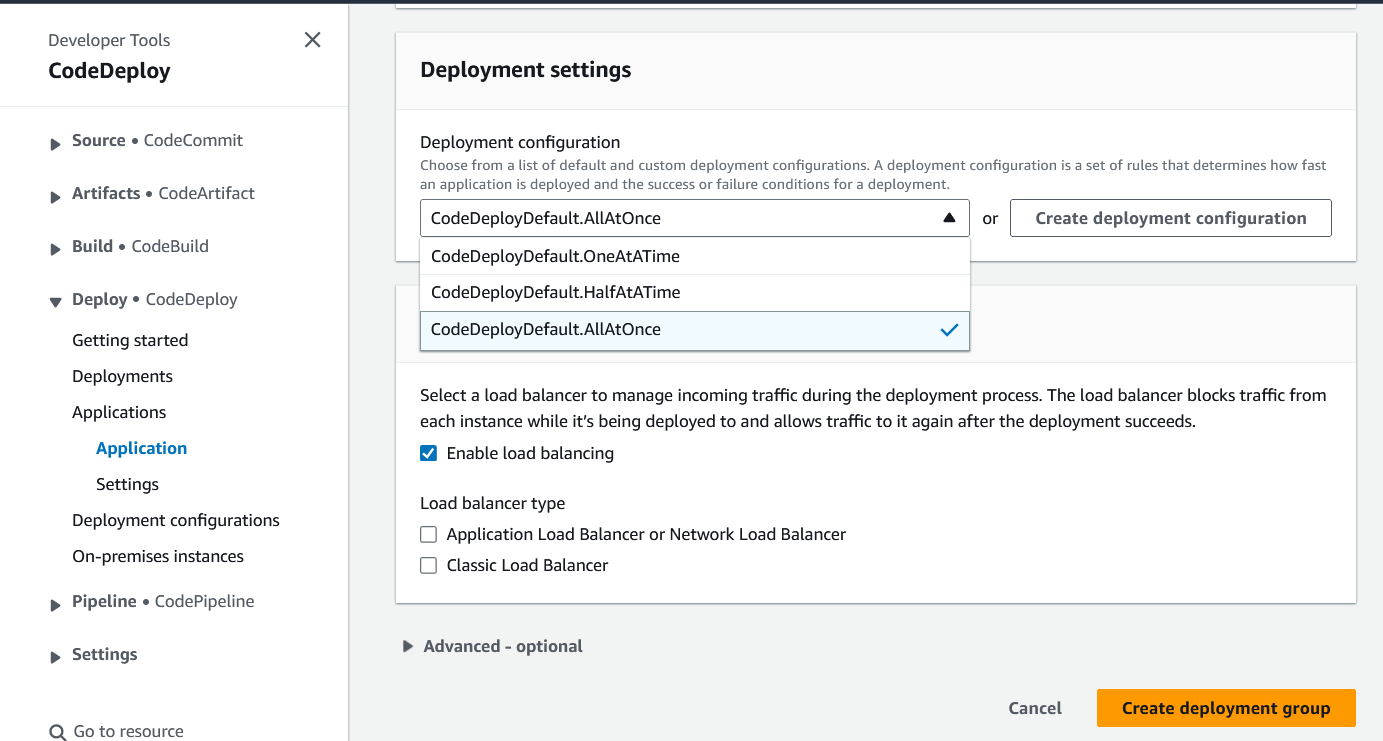 Developer Tools
CodeDeploy
Source • CodeCommit
Artifacts • CodeArtifact
Build • CodeBuild
Deploy • CodeDeploy
Getting started
Deployments
Applications
Application
Settings
Deployment configurations
On-premises instances
Pipeline • CodePipeline
Settings
Go to resource
Deployment settings
Deployment configuration
Choose from a list of default and custom deployment configurations. A deployment configuration is a set of rules that determines how fast
an application is deployed and the success or failure conditions for a deployment.
CodeDeployDefault.AllAtOnce
or
Create deployment configuration
CodeDeployDefault.OneAtATime
CodeDeployDefault.HalfAtATime
CodeDeployDefault.AllAtOnce
Select a load balancer to manage incoming traffic during the deployment process. The load balancer blocks traffic from
each instance while it’s being deployed to and allows traffic to it again after the deployment succeeds.
Enable load balancing
Load balancer type
Application Load Balancer or Network Load Balancer
Classic Load Balancer
Advanced - optional
Cancel
Create deployment group